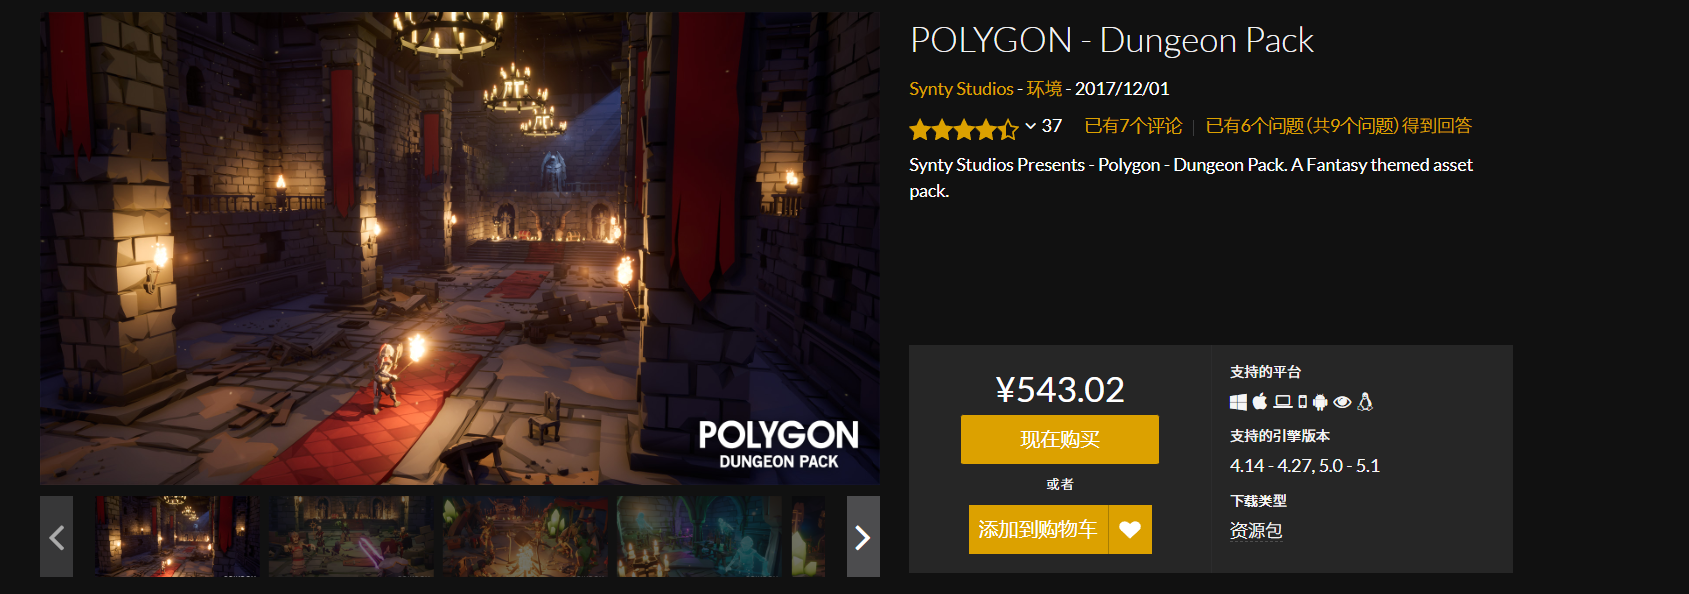 POLYGON - Dungeon Pack
Synty Studios - 环境 - 2017/12/01
37 已有7个评论 | 已有6个问题（共9个问题）得到回答
Synty Studios Presents - Polygon - Dungeon Pack. A Fantasy themed asset
pack.
POLYGON
DUNGEON PACK
¥543.02
现在购买
或者
添加到购物车
支持的平台
支持的引擎版本
4.14 - 4.27, 5.0 - 5.1
下载类型
资源包